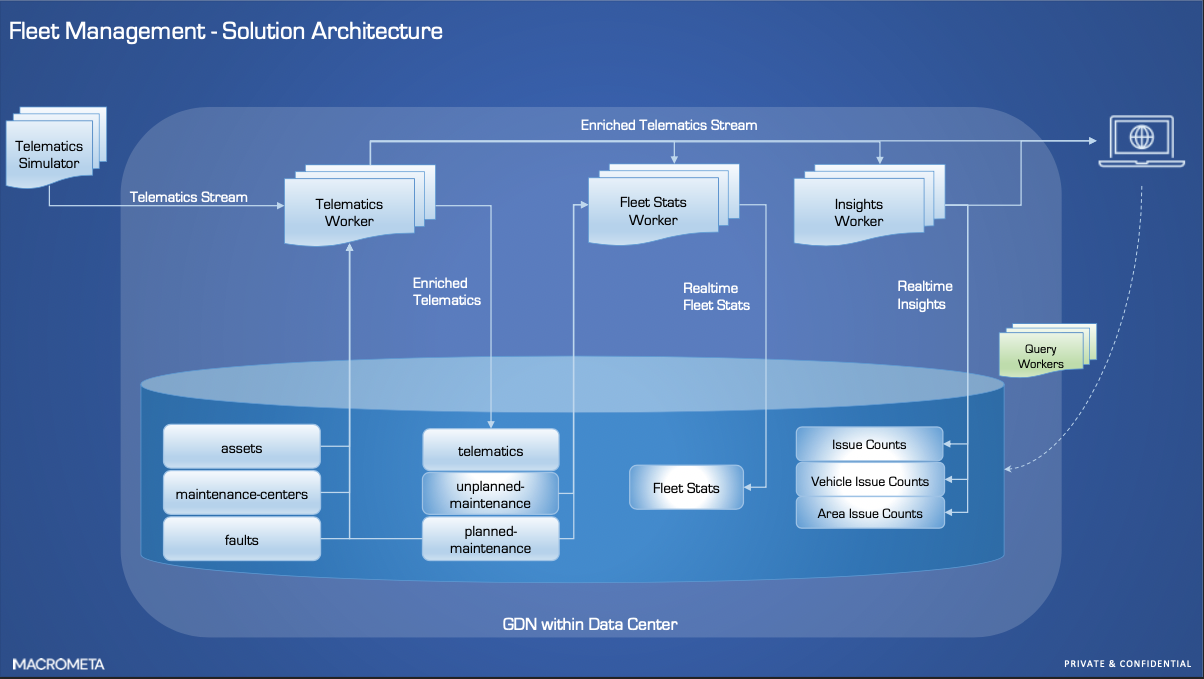 Fleet Management - Solution Architecture
Enriched Telematics Stream
Telematics
Simulator
Telematics Stream
Telematics
Worker
Fleet Stats
Worker
Insights
Worker
Enriched
Telematics
Realtime
Fleet Stats
Realtime
Insights
Query
Workers
assets
maintenance-centers
faults
telematics
unplanned-
maintenance
planned-
maintenance
Fleet Stats
Issue Counts
Vehicle Issue Counts
Area Issue Counts
GDN within Data Center
MACROMETA
PRIVATE & CONFIDENTIAL